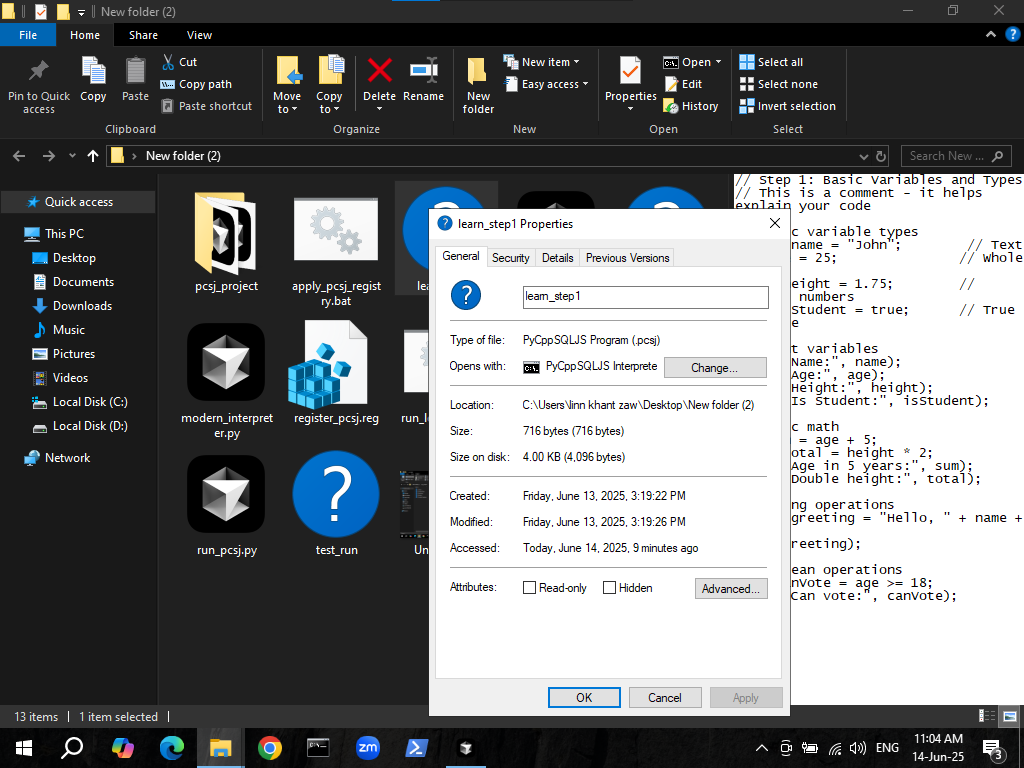 New folder (2)
File
Home
Share
View
Pin to Quick access
Copy
Paste
Cut
Copy path
Paste shortcut
Clipboard
Move to
Copy to
Delete
Rename
Organize
New folder
New item
Easy access
New
Properties
Open
Edit
History
Open
Select all
Select none
Invert selection
Select
New folder (2)
Search New ...
Quick access
This PC
Desktop
Documents
Downloads
Music
Pictures
Videos
Local Disk (C:)
Local Disk (D:)
Network
pcsj_project
apply_pcsj_regist
ry.bat
lea
modern_interpret
er.py
register_pcsj.reg
run_l
run_pcsj.py
test_run
Un
learn_step1 Properties
General
Security
Details
Previous Versions
learn_step1
Type of file:
PyCppSQLJS Program (.pcsj)
Opens with:
PyCppSQLJS Interprete
Change...
Location:
C:\Users\linn khant zaw\Desktop\New folder (2)
Size:
716 bytes (716 bytes)
Size on disk:
4.00 KB (4,096 bytes)
Created:
Friday, June 13, 2025, 3:19:22 PM
Modified:
Friday, June 13, 2025, 3:19:26 PM
Accessed:
Today, June 14, 2025, 9 minutes ago
Attributes:
Read-only
Hidden
Advanced...
OK
Cancel
Apply
// Step 1: Basic Variables and Types
// This is a comment - it helps
explain your code
c variable types
name = "John"; // Text
= 25; // Whole
eight = 1.75; //
numbers
Student = true; // True
e
t variables
Name:", name);
Age:", age);
Height:", height);
Is Student:", isStudent);
c math
= age + 5;
otal = height * 2;
Age in 5 years:", sum);
Double height:", total);
ng operations
greeting = "Hello, " + name +
reeting);
ean operations
nVote = age >= 18;
Can vote:", canVote);
13 items
1 item selected
zm
ENG
11:04 AM
14-Jun-25
3